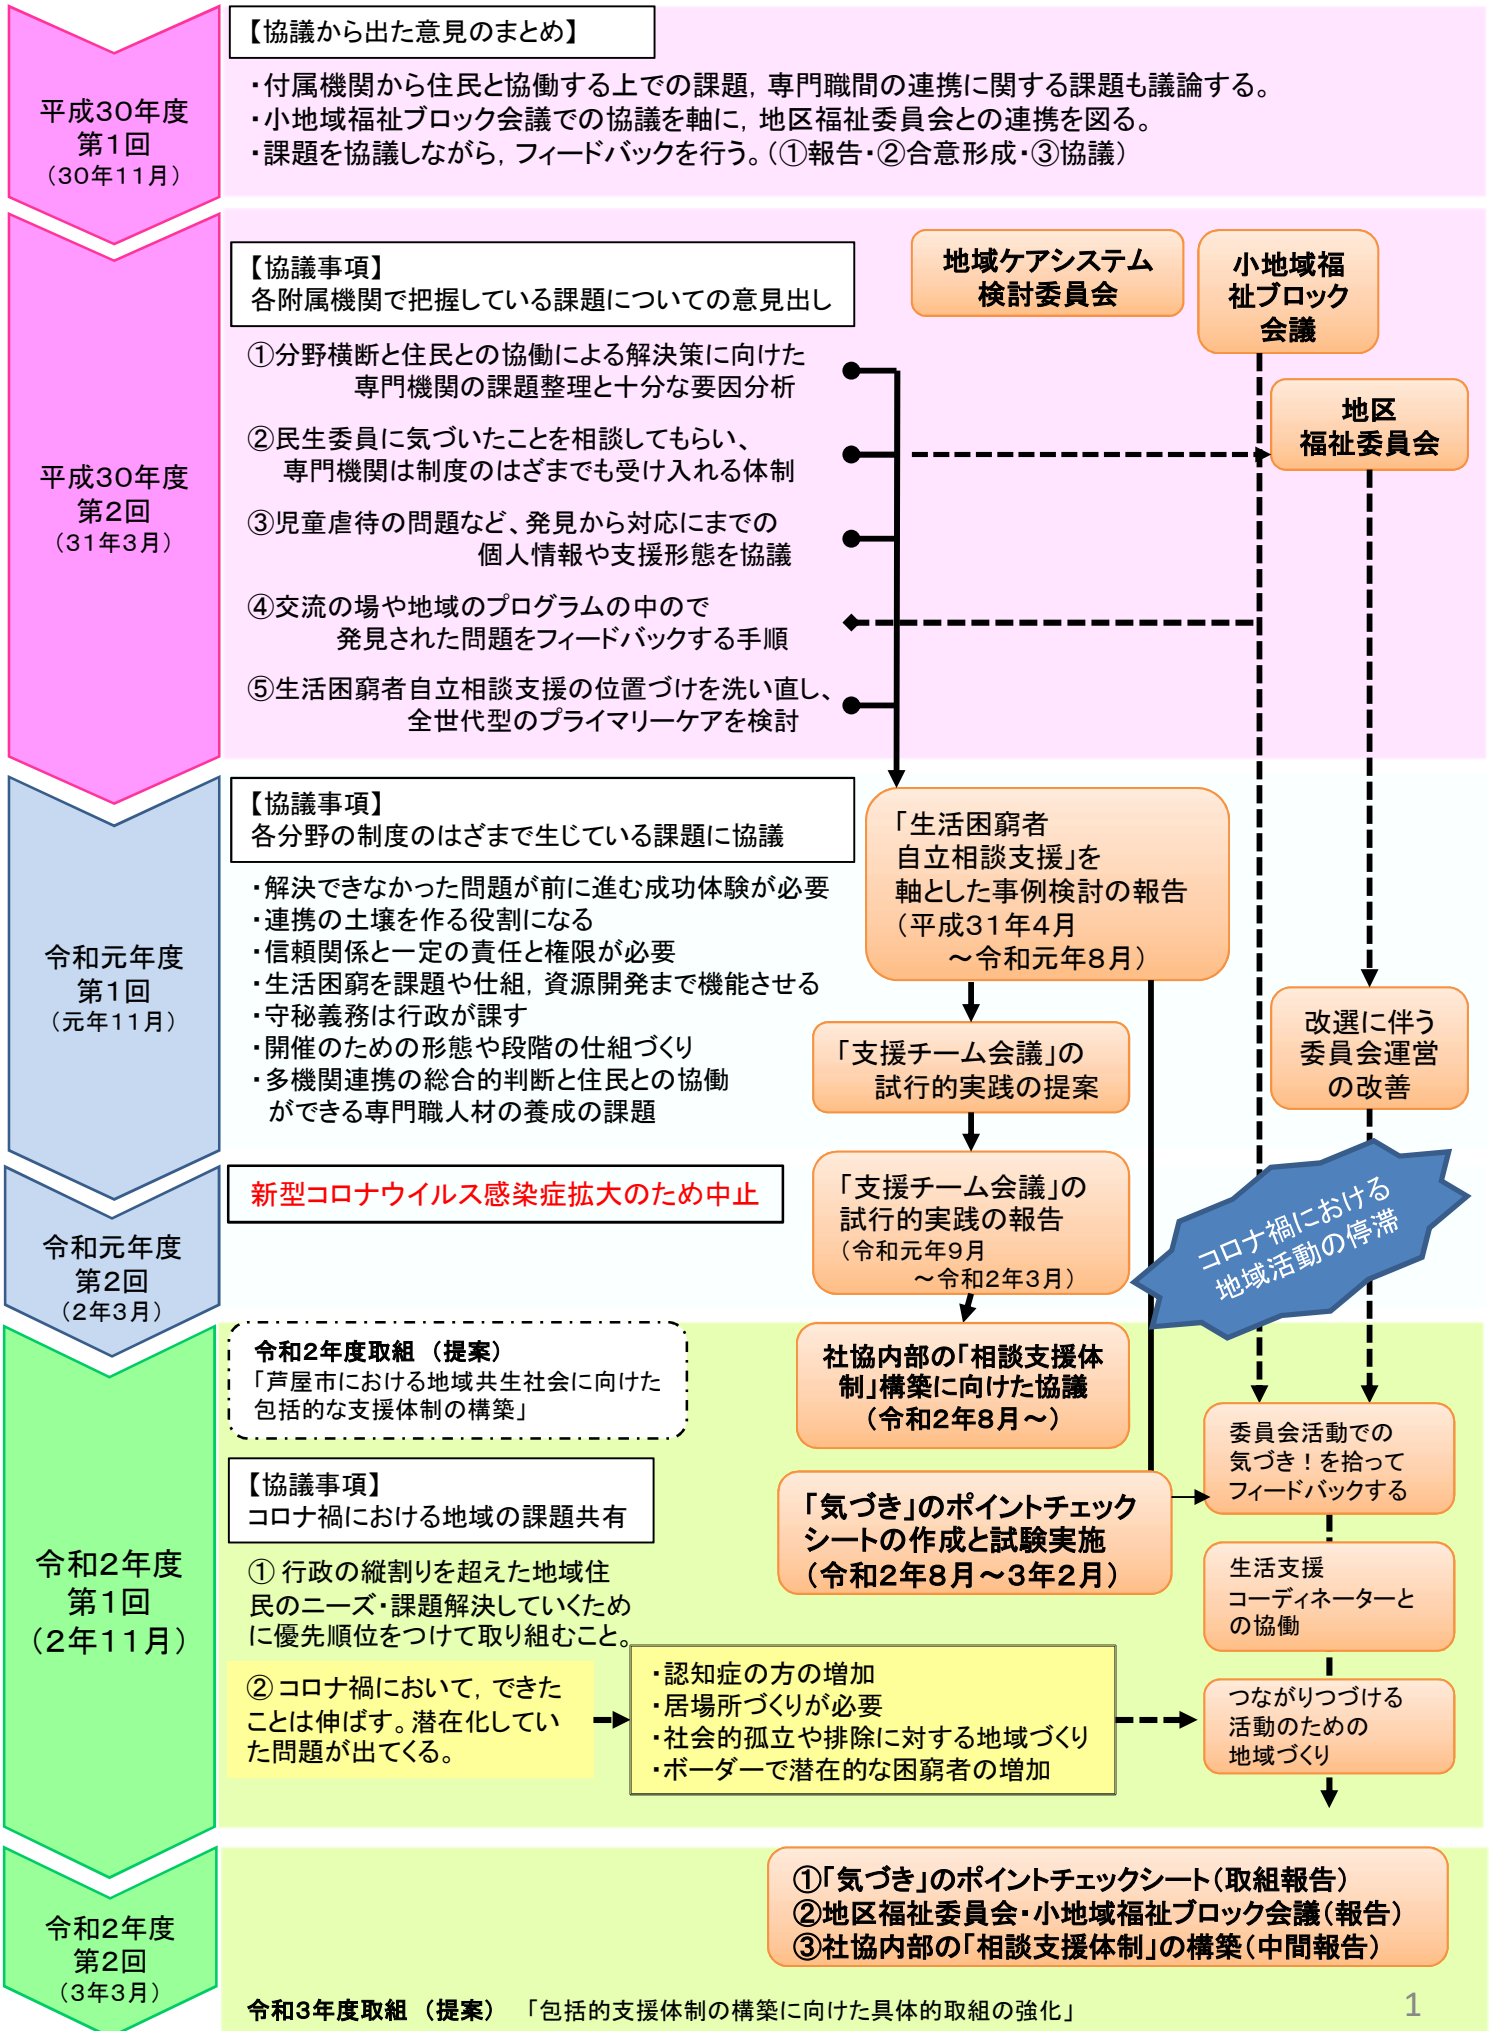 平成30年度
第1回
（30年11月）
【協議から出た意見のまとめ】
・付属機関から住民と協働する上での課題，専門職間の連携に関する課題も議論する。
・小地域福祉ブロック会議での協議を軸に，地区福祉委員会との連携を図る。
・課題を協議しながら，フィードバックを行う。（①報告・②合意形成・③協議）
平成30年度
第2回
（31年3月）
【協議事項】
各附属機関で把握している課題についての意見出し
①分野横断と住民との協働による解決策に向けた
専門機関の課題整理と十分な要因分析
②民生委員に気づいたことを相談してもらい、
専門機関は制度のはざまでも受け入れる体制
③児童虐待の問題など、発見から対応にまでの
個人情報や支援形態を協議
④交流の場や地域のプログラムの中ので
発見された問題をフィードバックする手順
⑤生活困窮者自立相談支援の位置づけを洗い直し、
全世代型のプライマリーケアを検討
地域ケアシステム
検討委員会
小地域福
祉ブロック
会議
地区
福祉委員会
令和元年度
第1回
（元年11月）
【協議事項】
各分野の制度のはざまで生じている課題に協議
・解決できなかった問題が前に進む成功体験が必要
・連携の土壌を作る役割になる
・信頼関係と一定の責任と権限が必要
・生活困窮を課題や仕組，資源開発まで機能させる
・守秘義務は行政が課す
・開催のための形態や段階の仕組づくり
・多機関連携の総合的判断と住民との協働
ができる専門職人材の養成の課題
「生活困窮者
自立相談支援」を
軸とした事例検討の報告
（平成31年4月
～令和元年8月）
「支援チーム会議」の
試行的実践の提案
改選に伴う
委員会運営
の改善
令和元年度
第2回
（2年3月）
新型コロナウイルス感染症拡大のため中止
「支援チーム会議」の
試行的実践の報告
（令和元年9月
～令和2年3月）
コロナ禍における
地域活動の停滞
令和2年度
第1回
（2年11月）
令和2年度取組 （提案）
「芦屋市における地域共生社会に向けた
包括的な支援体制の構築」
社協内部の「相談支援体
制」構築に向けた協議
（令和2年8月～）
【協議事項】
コロナ禍における地域の課題共有
「気づき」のポイントチェック
シートの作成と試験実施
（令和2年8月～3年2月）
委員会活動での
気づき！を拾って
フィードバックする
① 行政の縦割りを超えた地域住
民のニーズ・課題解決していくため
に優先順位をつけて取り組むこと。
生活支援
コーディネーターと
の協働
② コロナ禍において，できた
ことは伸ばす。潜在化してい
た問題が出てくる。
・認知症の方の増加
・居場所づくりが必要
・社会的孤立や排除に対する地域づくり
・ボーダーで潜在的な困窮者の増加
つながりつづける
活動のための
地域づくり
令和2年度
第2回
（3年3月）
①「気づき」のポイントチェックシート（取組報告）
②地区福祉委員会・小地域福祉ブロック会議（報告）
③社協内部の「相談支援体制」の構築（中間報告）
令和3年度取組 （提案） 「包括的支援体制の構築に向けた具体的取組の強化」
1